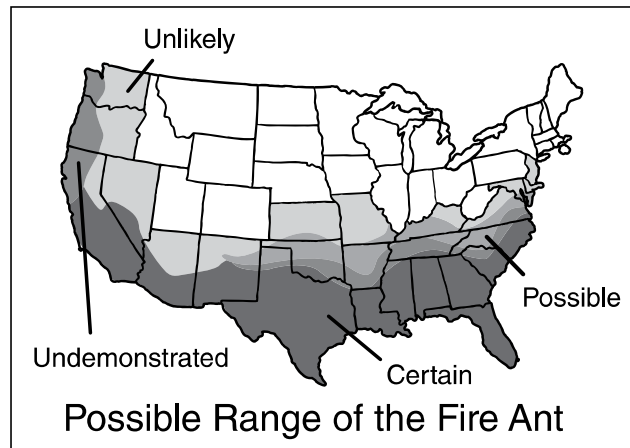 Unlikely
Possible
Undemonstrated
Certain
Possible Range of the Fire Ant